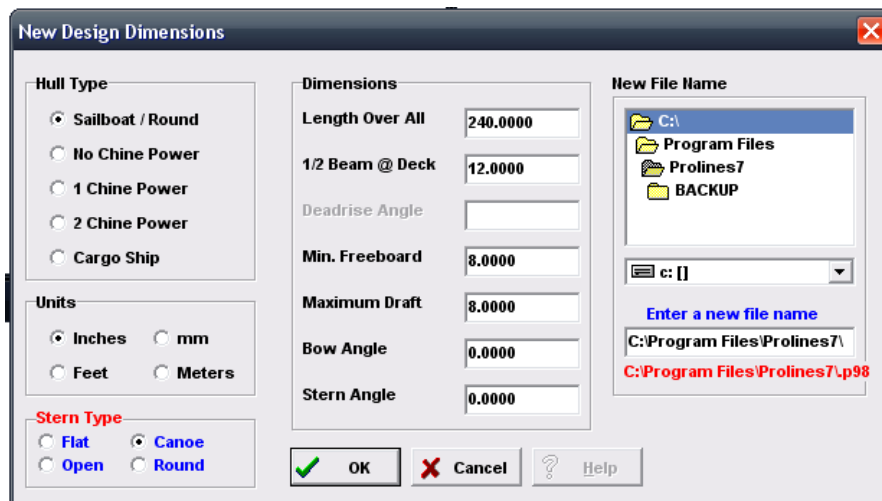 New Design Dimensions
Hull Type
Sailboat / Round
No Chine Power
1 Chine Power
2 Chine Power
Cargo Ship
Units
Inches mm
Feet Meters
Stern Type
Flat Canoe
Open Round
Dimensions
Length Over All 240.0000
1/2 Beam @ Deck 12.0000
Deadrise Angle
Min. Freeboard 8.0000
Maximum Draft 8.0000
Bow Angle 0.0000
Stern Angle 0.0000
OK Cancel ? Help
New File Name
C:\
Program Files
Prolines7
BACKUP
c: []
Enter a new file name
C:\Program Files\Prolines7\
C:\Program Files\Prolines7\.p98